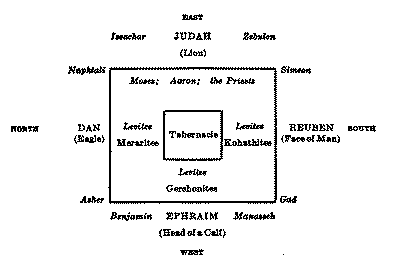 EAST
Issachar JUDAH Zebulon
(Lion)
Naphtali Simeon
Moses; Aaron; the Priests
NORTH DAN Levites Tabernacle Levites REUBEN SOUTH
(Eagle) Merarites Kohathites (Face of Man)
Levites
Gershonites
Asher Gad
Benjamin EPHRAIM Manasseh
(Head of a Calf)
WEST